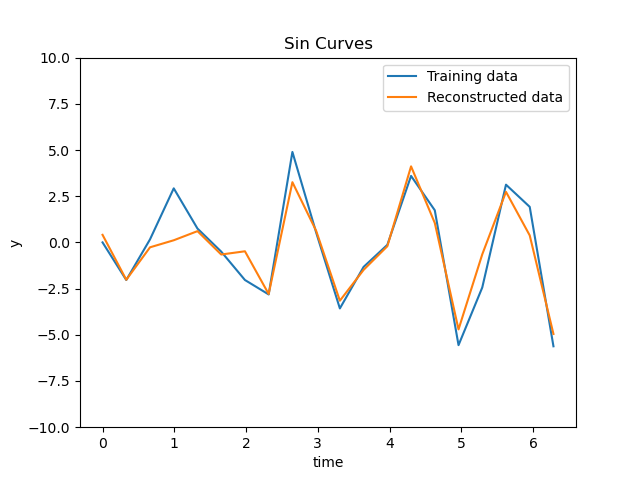 Sin Curves
10.0
7.5
5.0
2.5
0.0
−2.5
−5.0
−7.5
−10.0
y
Training data
Reconstructed data
0 1 2 3 4 5 6
time